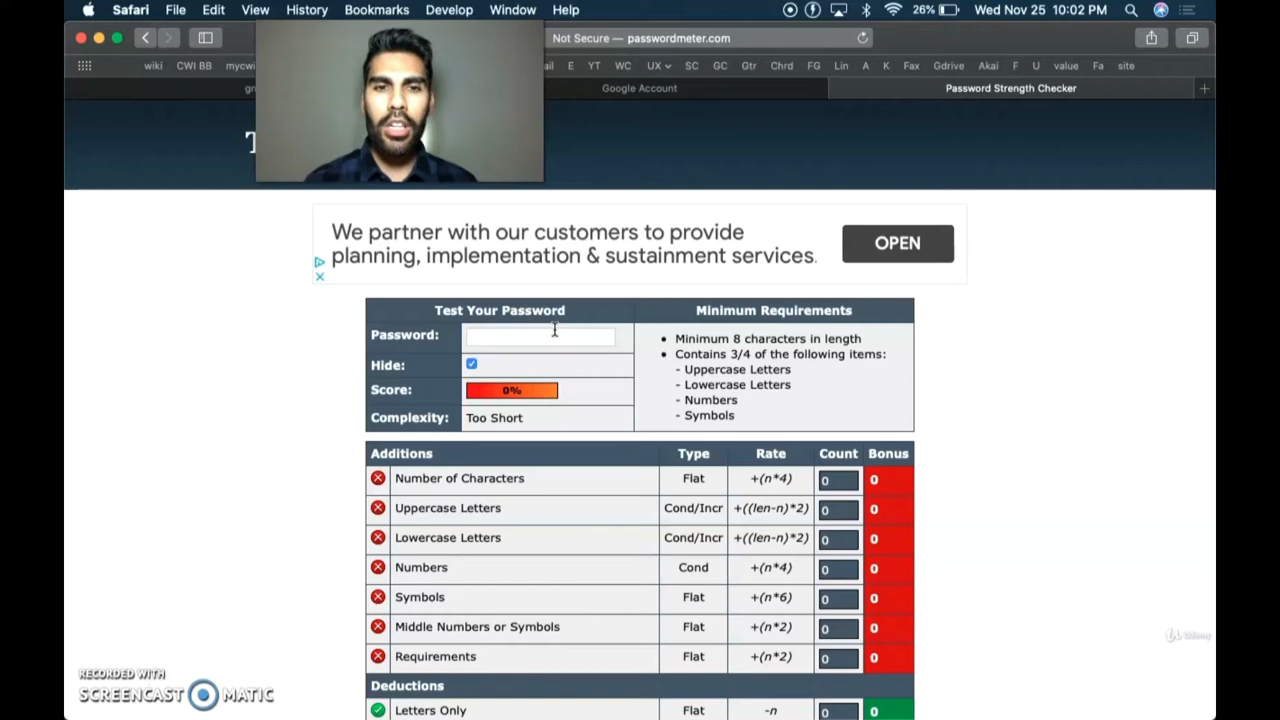 Safari File Edit View History Bookmarks Develop Window Help 26% Wed Nov 25 10:02 PM
Not Secure — passwordmeter.com
wiki CWI BB mycwi ail E YT WC UX SC GC Gtr Chrd FG Lin A K Fax Gdrive Akai F U value Fa site
Google Account Password Strength Checker
T
We partner with our customers to provide
planning, implementation & sustainment services.
OPEN
Test Your Password Minimum Requirements
Password:
Hide:
Score: 0%
Complexity: Too Short
• Minimum 8 characters in length
• Contains 3/4 of the following items:
- Uppercase Letters
- Lowercase Letters
- Numbers
- Symbols
Additions Type Rate Count Bonus
Number of Characters Flat +(n*4) 0 0
Uppercase Letters Cond/Incr +((len-n)*2) 0 0
Lowercase Letters Cond/Incr +((len-n)*2) 0 0
Numbers Cond +(n*4) 0 0
Symbols Flat +(n*6) 0 0
Middle Numbers or Symbols Flat +(n*2) 0 0
Requirements Flat +(n*2) 0 0
Deductions
Letters Only Flat -n 0 0
Udemy
RECORDED WITH
SCREENCAST MATIC